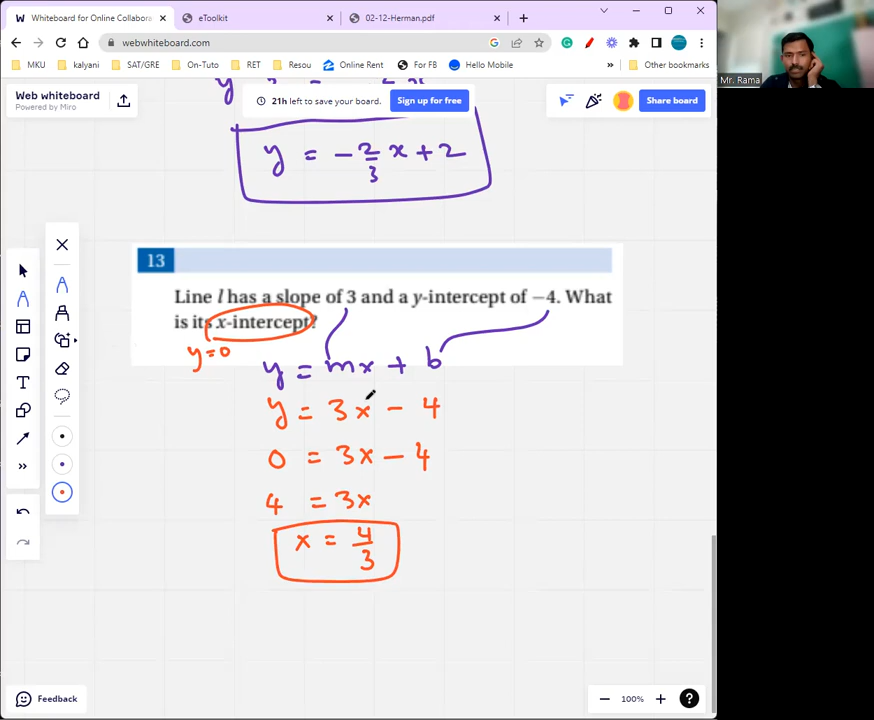 Whiteboard for Online Collabora
eToolkit
02-12-Herman.pdf
webwhiteboard.com
MKU
kalyani
SAT/GRE
On-Tuto
RET
Resou
Online Rent
For FB
Hello Mobile
»
Other bookmarks
Mr. Rama
Web whiteboard
Powered by Miro
21h left to save your board.
Sign up for free
Share board
y = -2/3 x + 2
13
Line l has a slope of 3 and a y-intercept of −4. What
is its x-intercept?
y=0
y = mx + b
y = 3x - 4
0 = 3x - 4
4 = 3x
x = 4/3
Feedback
100%